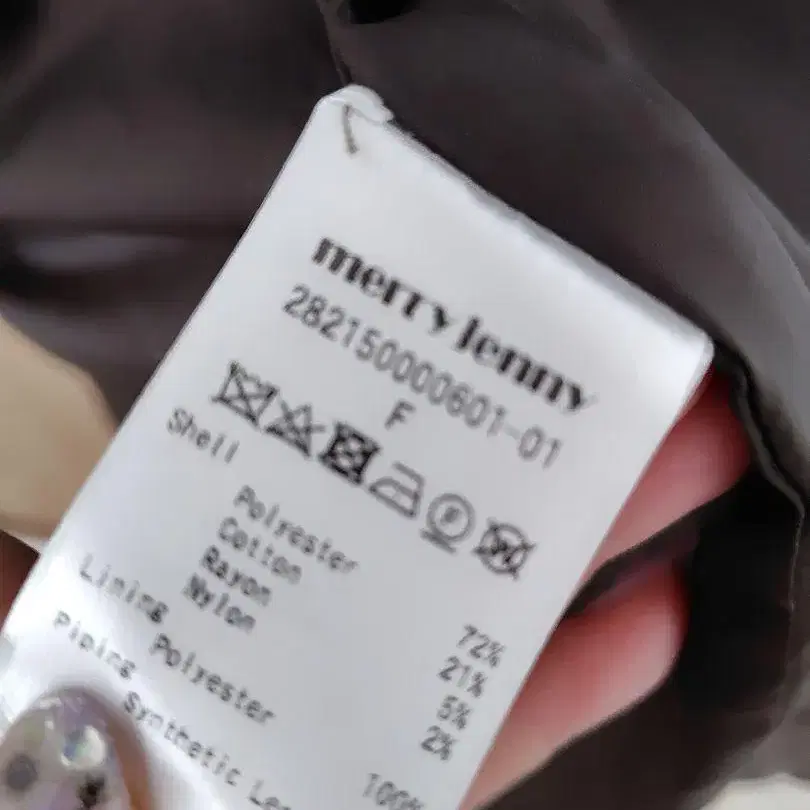 merry jenny
282150000601-01
F
Shell
Polyester 72%
Cotton 21%
Rayon 5%
Nylon 2%
Lining
Polyester 100%
Piping
Synthetic